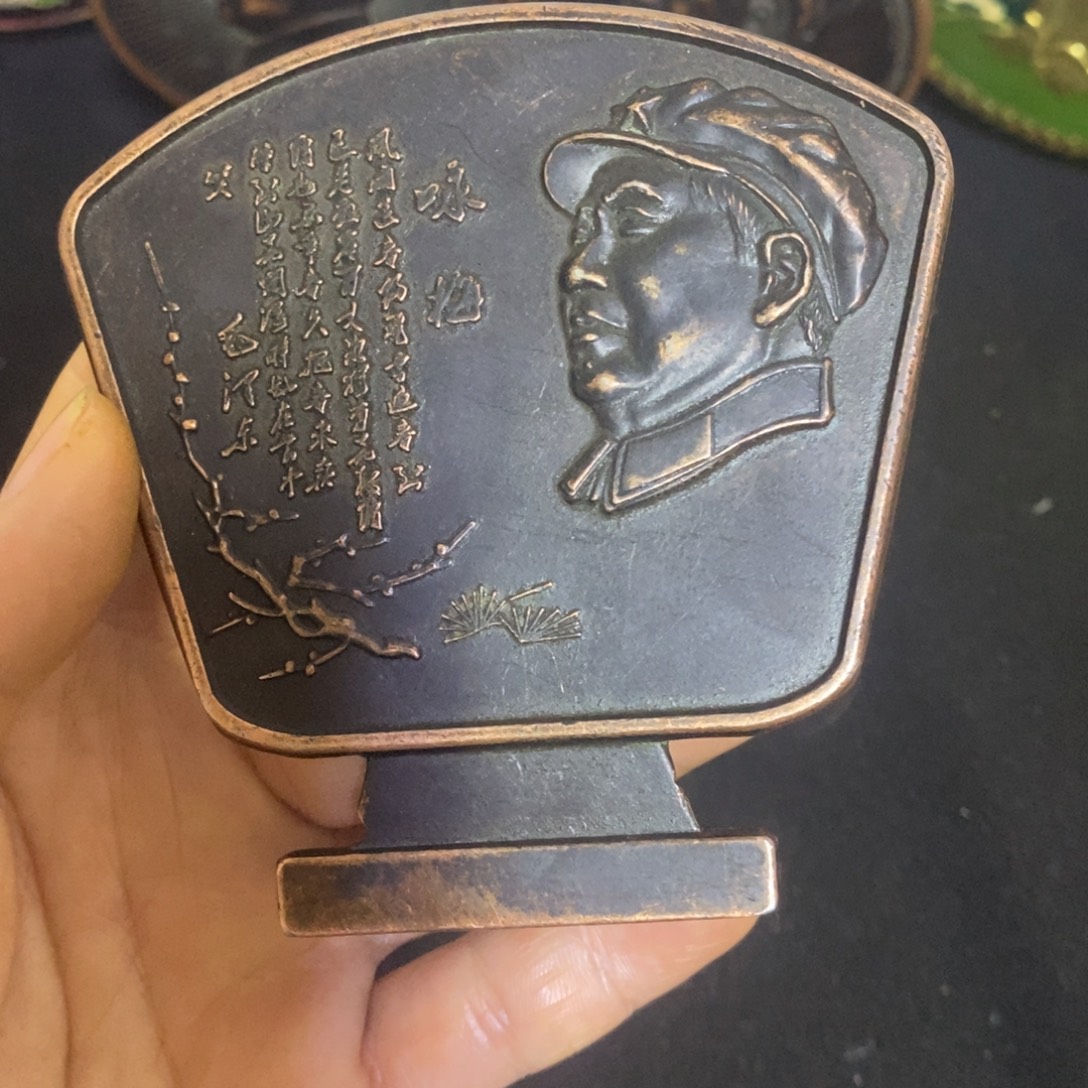 咏梅
风雨送春归飞雪迎春到
已是悬崖百丈冰犹有花枝俏
俏也不争春只把春来报
待到山花烂漫时她在丛中
笑
毛泽东